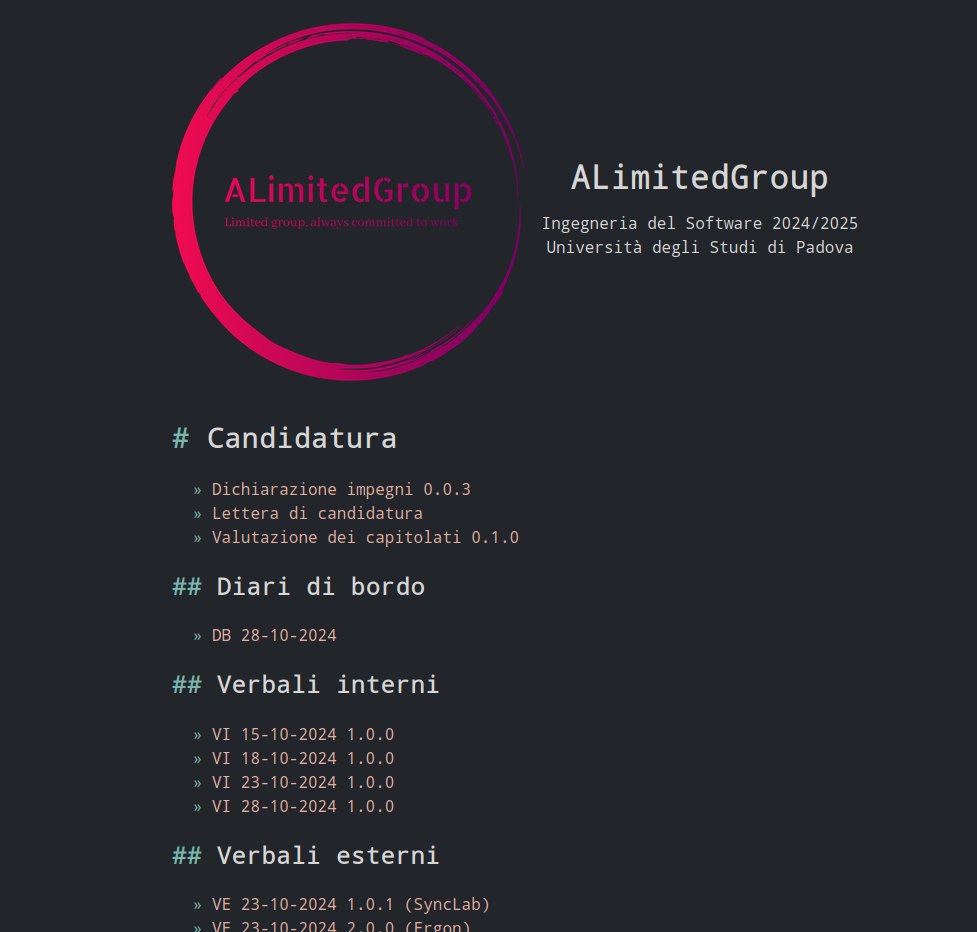 ALimitedGroup
Limited group, always committed to work
ALimitedGroup
Ingegneria del Software 2024/2025
Università degli Studi di Padova
# Candidatura
» Dichiarazione impegni 0.0.3
» Lettera di candidatura
» Valutazione dei capitolati 0.1.0
## Diari di bordo
» DB 28-10-2024
## Verbali interni
» VI 15-10-2024 1.0.0
» VI 18-10-2024 1.0.0
» VI 23-10-2024 1.0.0
» VI 28-10-2024 1.0.0
## Verbali esterni
» VE 23-10-2024 1.0.1 (SyncLab)
» VE 23-10-2024 2.0.0 (Ergon)